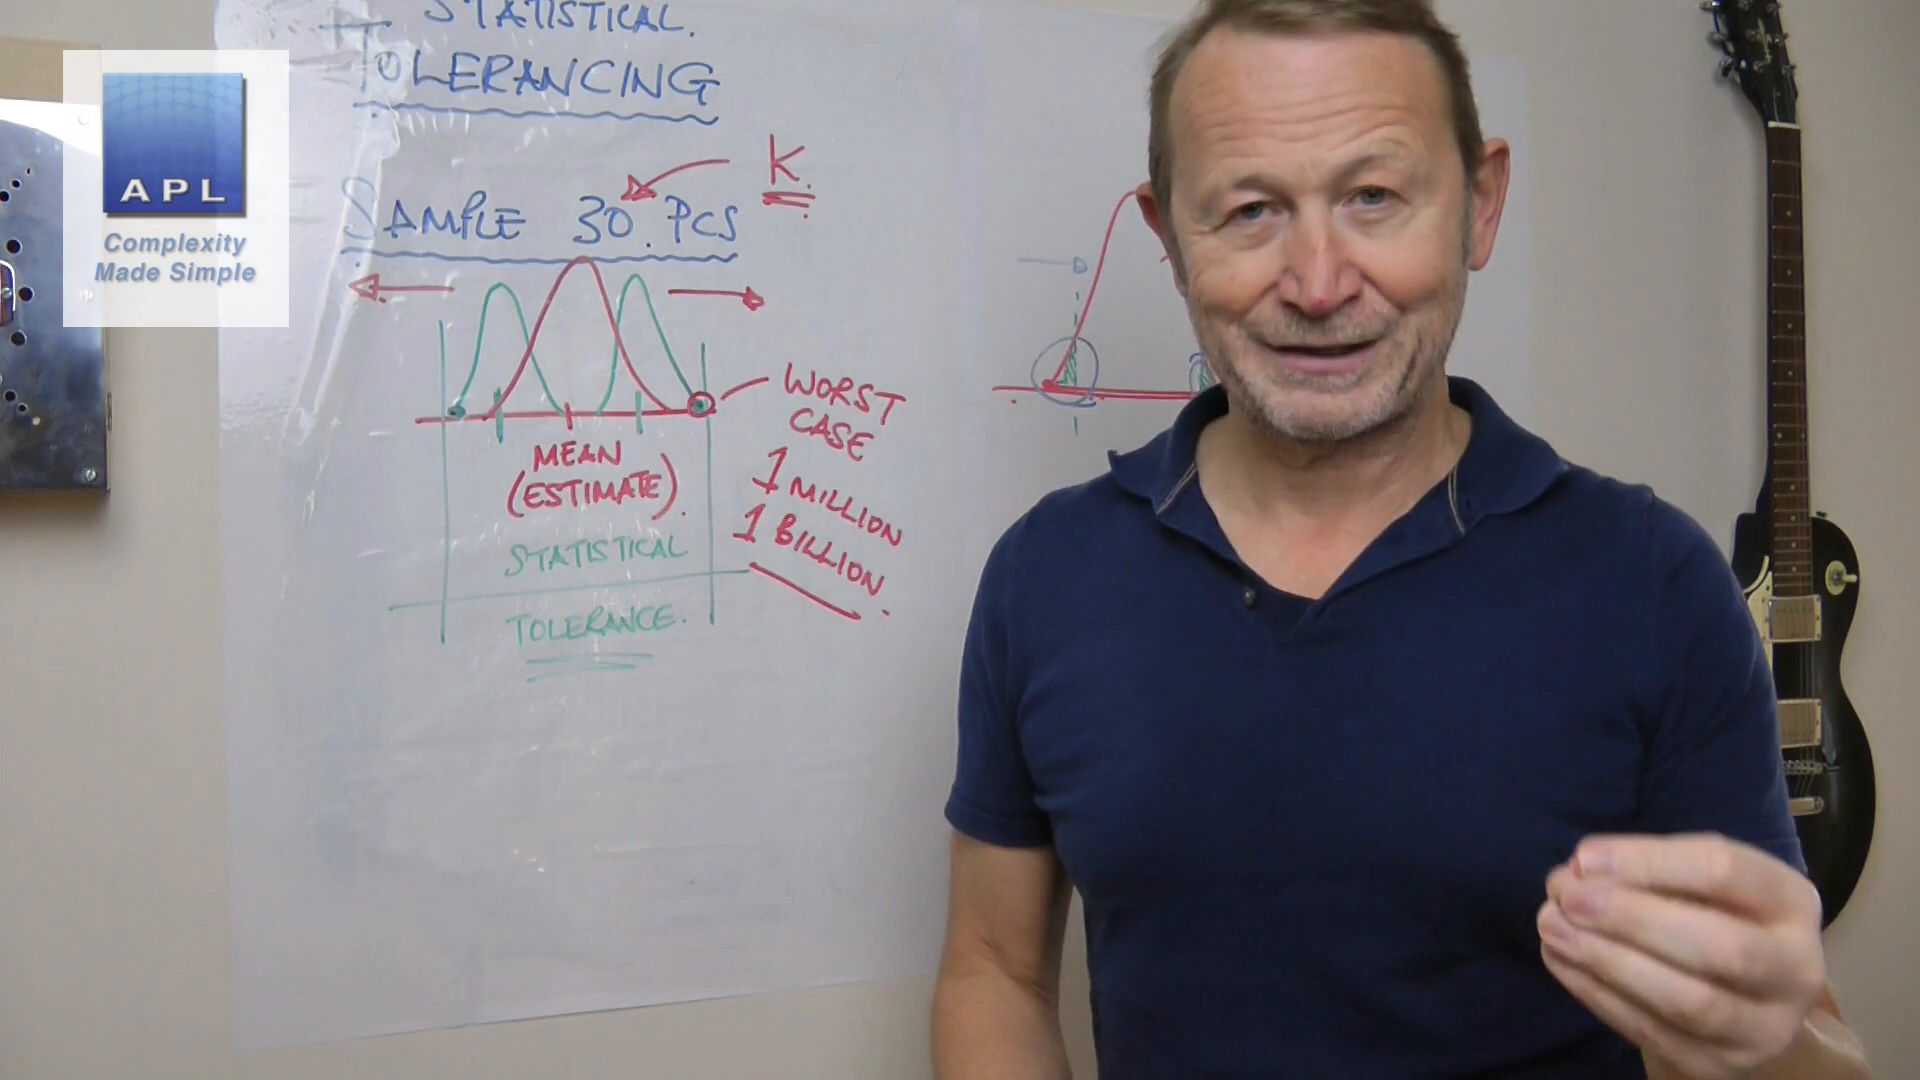 APL
Complexity
Made Simple
STATISTICAL.
TOLERANCING
K.
SAMPLE 30. PCS
WORST
CASE
1 MILLION
1 BILLION.
MEAN
(ESTIMATE).
STATISTICAL
TOLERANCE.